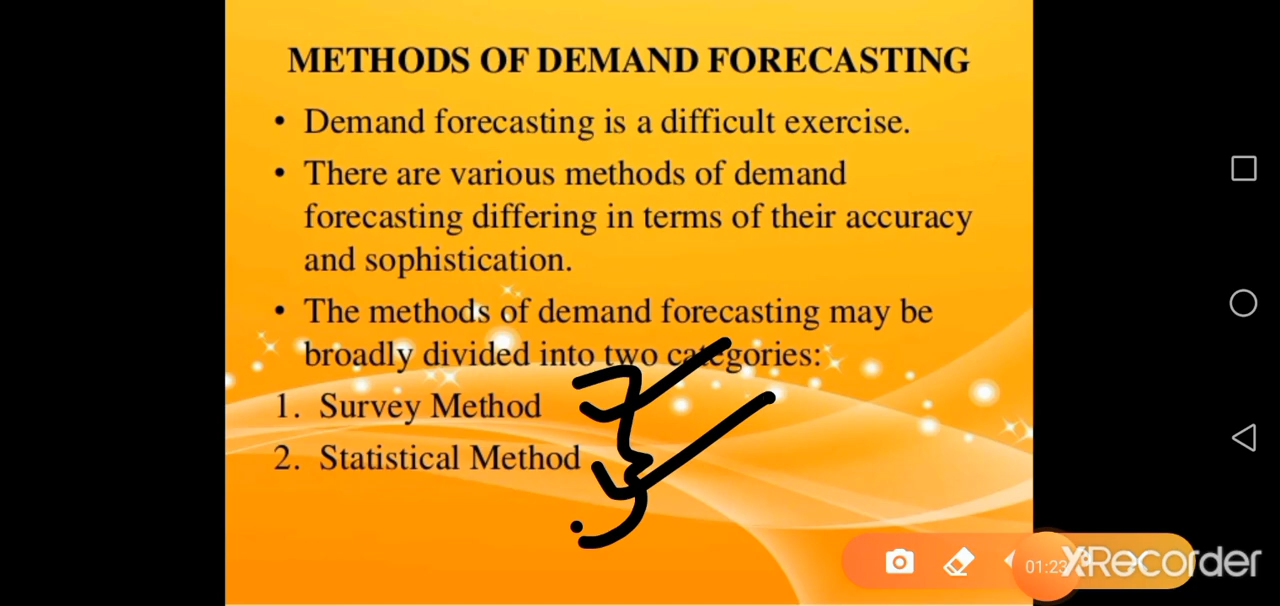 METHODS OF DEMAND FORECASTING
• Demand forecasting is a difficult exercise.
• There are various methods of demand
forecasting differing in terms of their accuracy
and sophistication.
• The methods of demand forecasting may be
broadly divided into two categories:
1. Survey Method
2. Statistical Method
01:23
XRecorder